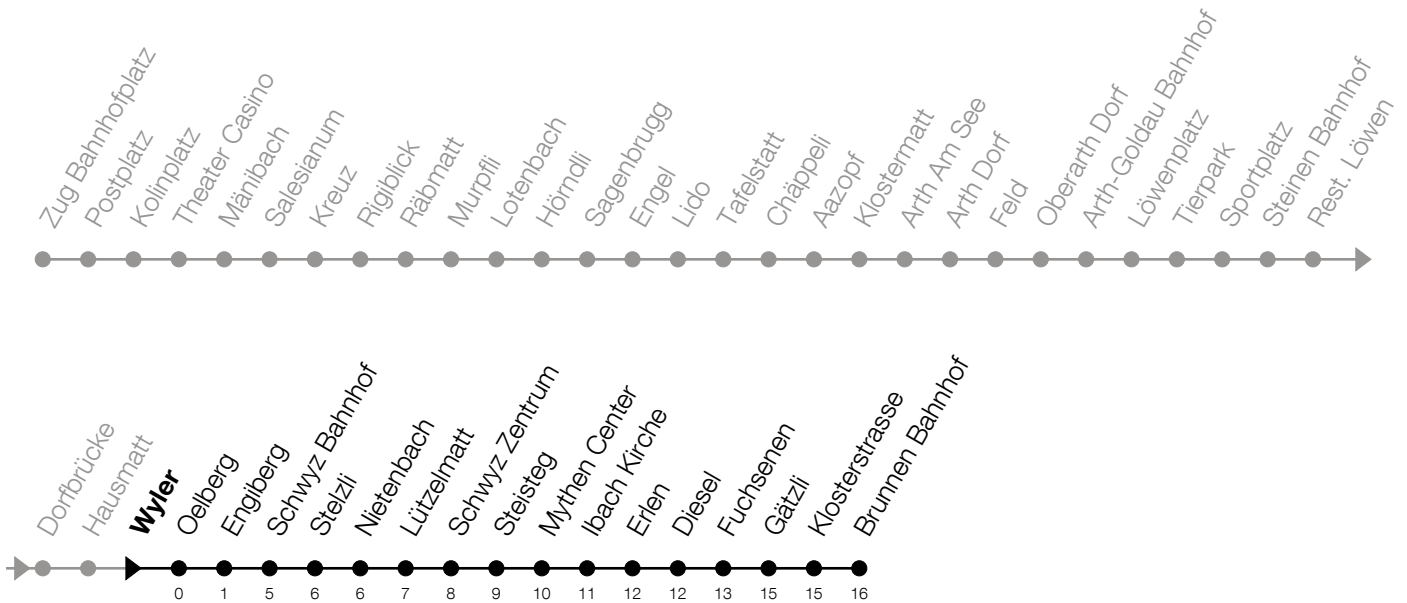 Zug Bahnhofplatz
Postplatz
Kolinplatz
Theater Casino
Mänibach
Salesianum
Kreuz
Rigiblick
Räbmatt
Murpfli
Lotenbach
Hörndli
Sagenbrugg
Engel
Lido
Tafelstatt
Chäppeli
Aazopf
Klostermatt
Arth Am See
Arth Dorf
Feld
Oberarth Dorf
Arth-Goldau Bahnhof
Löwenplatz
Tierpark
Sportplatz
Steinen Bahnhof
Rest. Löwen
Dorfbrücke
Hausmatt
Wyler
Oelberg
Engiberg
Schwyz Bahnhof
Stelzli
Nietenbach
Lützelmatt
Schwyz Zentrum
Steisteg
Mythen Center
Ibach Kirche
Erlen
Diesel
Fuchsenen
Gätzli
Klosterstrasse
Brunnen Bahnhof
0 1 5 6 6 7 8 9 10 11 12 12 13 15 15 16